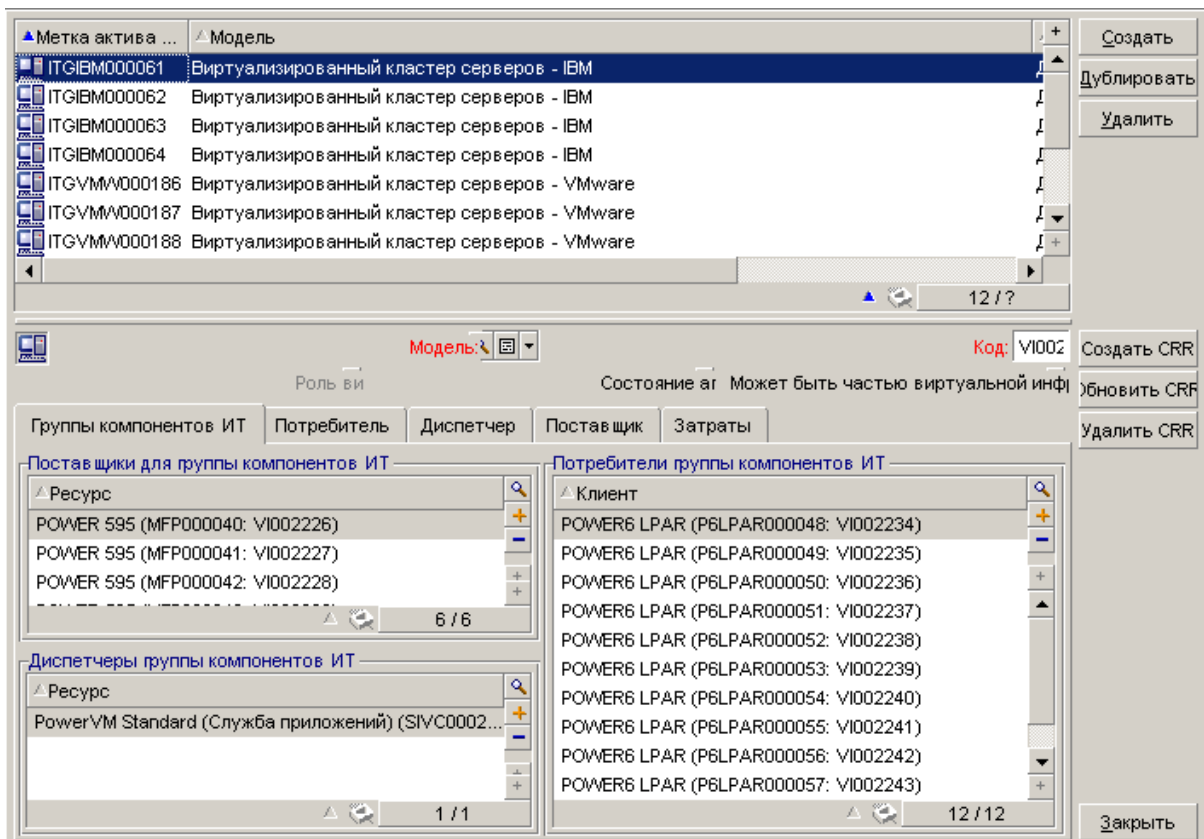 Метка актива ... Модель
ITGIBM000061 Виртуализированный кластер серверов - IBM
ITGIBM000062 Виртуализированный кластер серверов - IBM
ITGIBM000063 Виртуализированный кластер серверов - IBM
ITGIBM000064 Виртуализированный кластер серверов - IBM
ITGVMW000186 Виртуализированный кластер серверов - VMware
ITGVMW000187 Виртуализированный кластер серверов - VMware
ITGVMW000188 Виртуализированный кластер серверов - VMware
12 / ?
Создать
Дублировать
Удалить
Модель: Код: VI002
Роль ви Состояние аг Может быть частью виртуальной инф
Создать CRR
Обновить CRR
Удалить CRR
Группы компонентов ИТ Потребитель Диспетчер Поставщик Затраты
Поставщики для группы компонентов ИТ
Ресурс
POWER 595 (MFP000040: VI002226)
POWER 595 (MFP000041: VI002227)
POWER 595 (MFP000042: VI002228)
6 / 6
Диспетчеры группы компонентов ИТ
Ресурс
PowerVM Standard (Служба приложений) (SIVC0002...
1 / 1
Потребители группы компонентов ИТ
Клиент
POWER6 LPAR (P6LPAR000048: VI002234)
POWER6 LPAR (P6LPAR000049: VI002235)
POWER6 LPAR (P6LPAR000050: VI002236)
POWER6 LPAR (P6LPAR000051: VI002237)
POWER6 LPAR (P6LPAR000052: VI002238)
POWER6 LPAR (P6LPAR000053: VI002239)
POWER6 LPAR (P6LPAR000054: VI002240)
POWER6 LPAR (P6LPAR000055: VI002241)
POWER6 LPAR (P6LPAR000056: VI002242)
POWER6 LPAR (P6LPAR000057: VI002243)
12 / 12
Закрыть